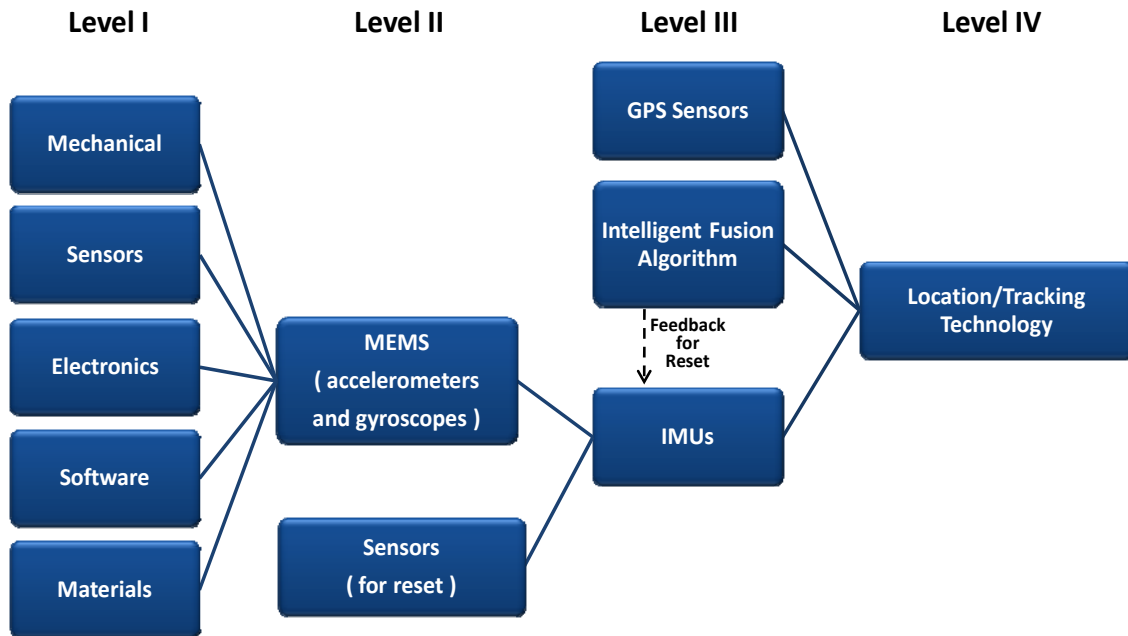 Level I
Level II
Level III
Level IV
Mechanical
Sensors
Electronics
Software
Materials
MEMS
( accelerometers
and gyroscopes )
Sensors
( for reset )
GPS Sensors
Intelligent Fusion
Algorithm
Feedback
for
Reset
IMUs
Location/Tracking
Technology